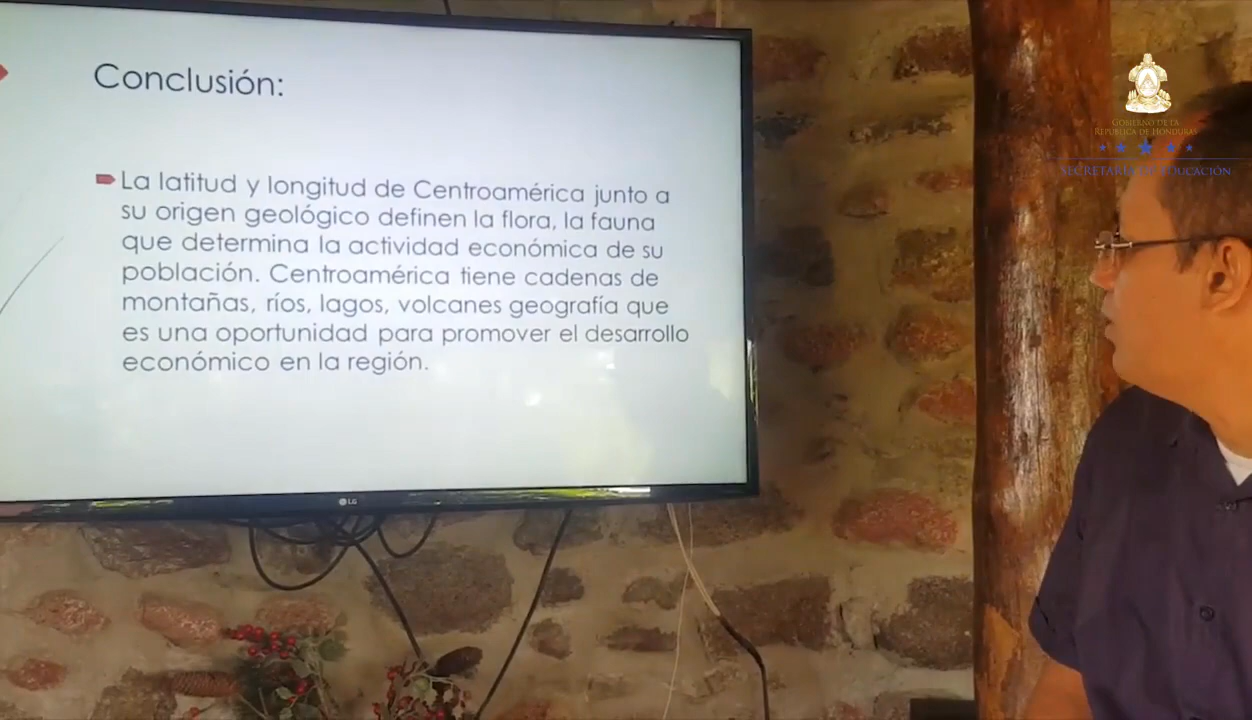 Conclusión:
La latitud y longitud de Centroamérica junto a
su origen geológico definen la flora, la fauna
que determina la actividad económica de su
población. Centroamérica tiene cadenas de
montañas, ríos, lagos, volcanes geografía que
es una oportunidad para promover el desarrollo
económico en la región.
LG
GOBIERNO DE LA
REPÚBLICA DE HONDURAS
SECRETARÍA DE EDUCACIÓN